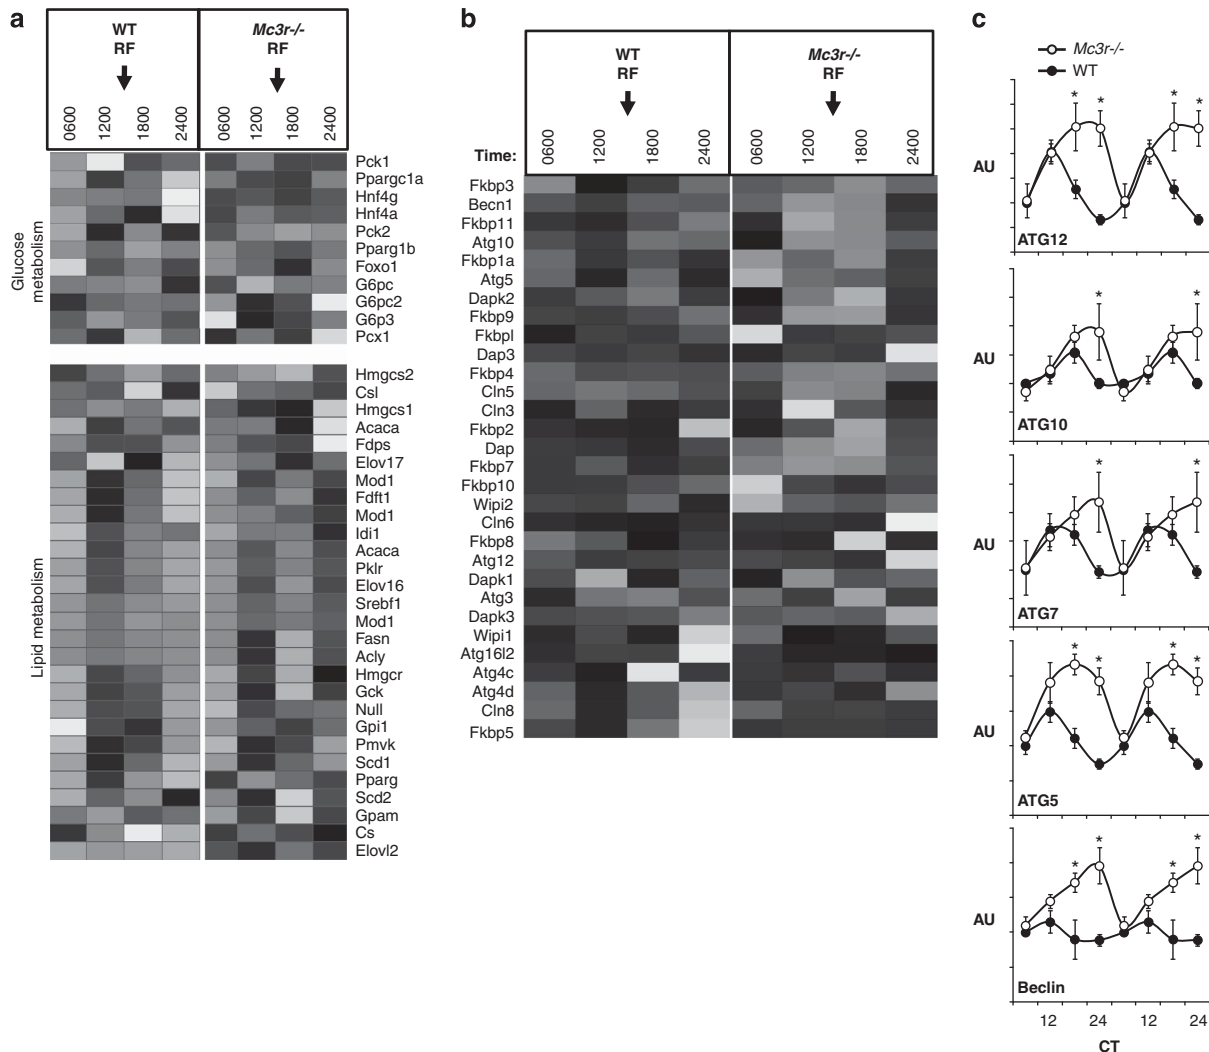 a
WT
RF
Mc3r-/-
RF
0600
1200
1800
2400
0600
1200
1800
2400
Glucose
metabolism
Pck1
Ppargc1a
Hnf4g
Hnf4a
Pck2
Pparg1b
Foxo1
G6pc
G6pc2
G6p3
Pcx1
Lipid metabolism
Hmgcs2
Csl
Hmgcs1
Acaca
Fdps
Elov17
Mod1
Fdft1
Mod1
Idi1
Acaca
Pklr
Elov16
Srebf1
Mod1
Fasn
Acly
Hmgcr
Gck
Null
Gpi1
Pmvk
Scd1
Pparg
Scd2
Gpam
Cs
Elovl2
b
WT
RF
Mc3r-/-
RF
Time:
0600
1200
1800
2400
0600
1200
1800
2400
Fkbp3
Becn1
Fkbp11
Atg10
Fkbp1a
Atg5
Dapk2
Fkbp9
Fkbpl
Dap3
Fkbp4
Cln5
Cln3
Fkbp2
Dap
Fkbp7
Fkbp10
Wipi2
Cln6
Fkbp8
Atg12
Dapk1
Atg3
Dapk3
Wipi1
Atg16l2
Atg4c
Atg4d
Cln8
Fkbp5
c
Mc3r-/-
WT
* * * *
AU
ATG12
* *
AU
ATG10
* *
AU
ATG7
* * * *
AU
ATG5
* * * *
AU
Beclin
12 24 12 24
CT